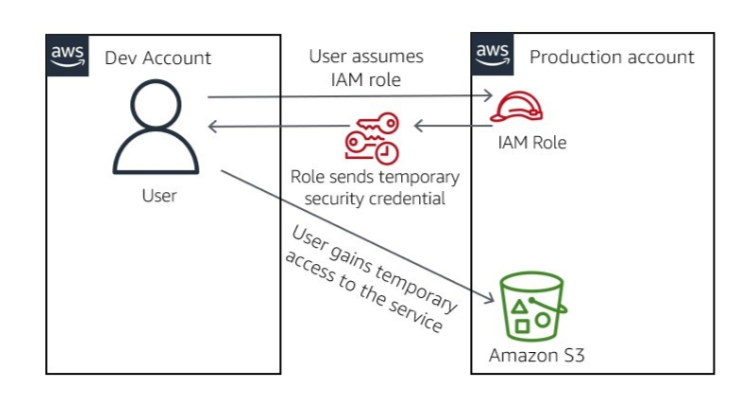 aws
Dev Account
User
User assumes
IAM role
Role sends temporary
security credential
User gains temporary
access to the service
aws
Production account
IAM Role
Amazon S3